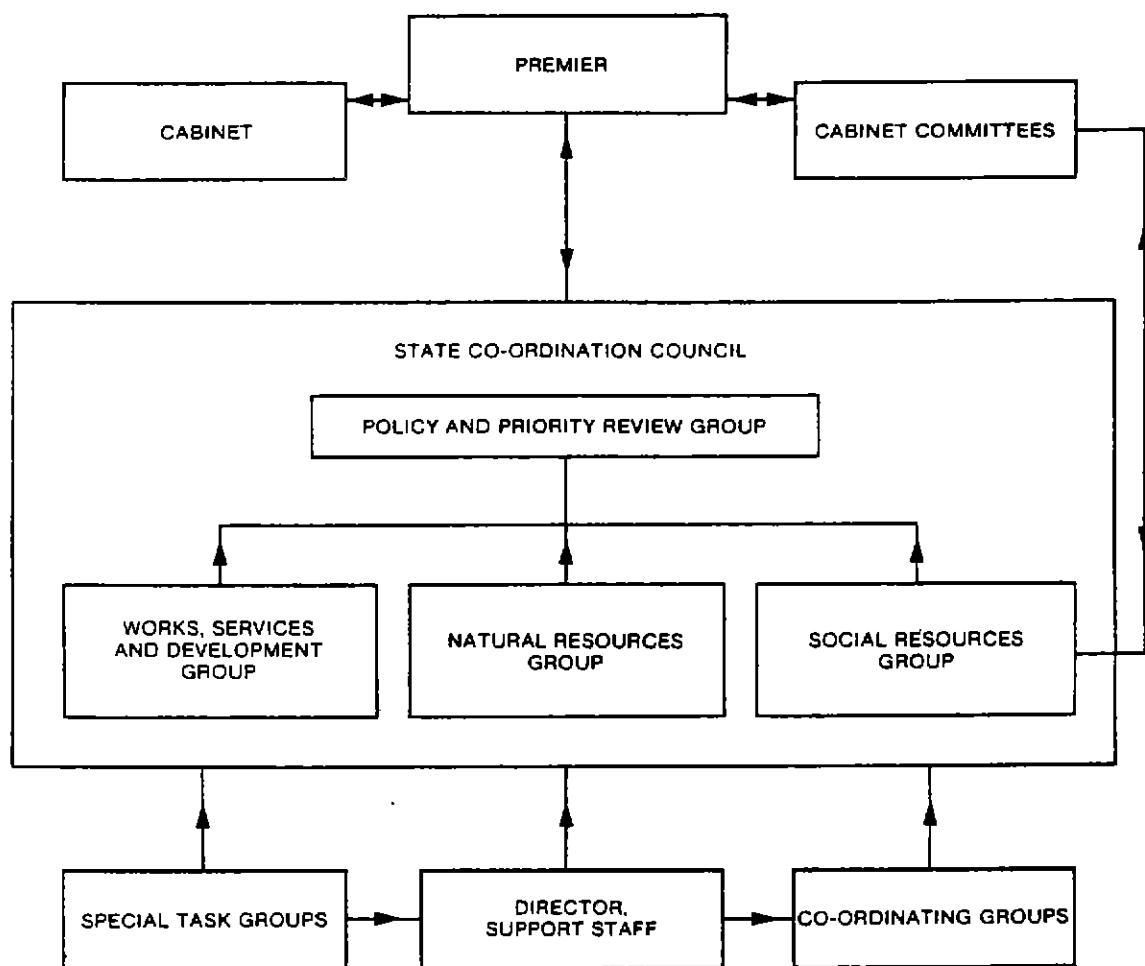 PREMIER
CABINET
CABINET COMMITTEES
STATE CO-ORDINATION COUNCIL
POLICY AND PRIORITY REVIEW GROUP
WORKS, SERVICES
AND DEVELOPMENT
GROUP
NATURAL RESOURCES
GROUP
SOCIAL RESOURCES
GROUP
SPECIAL TASK GROUPS
DIRECTOR,
SUPPORT STAFF
CO-ORDINATING GROUPS